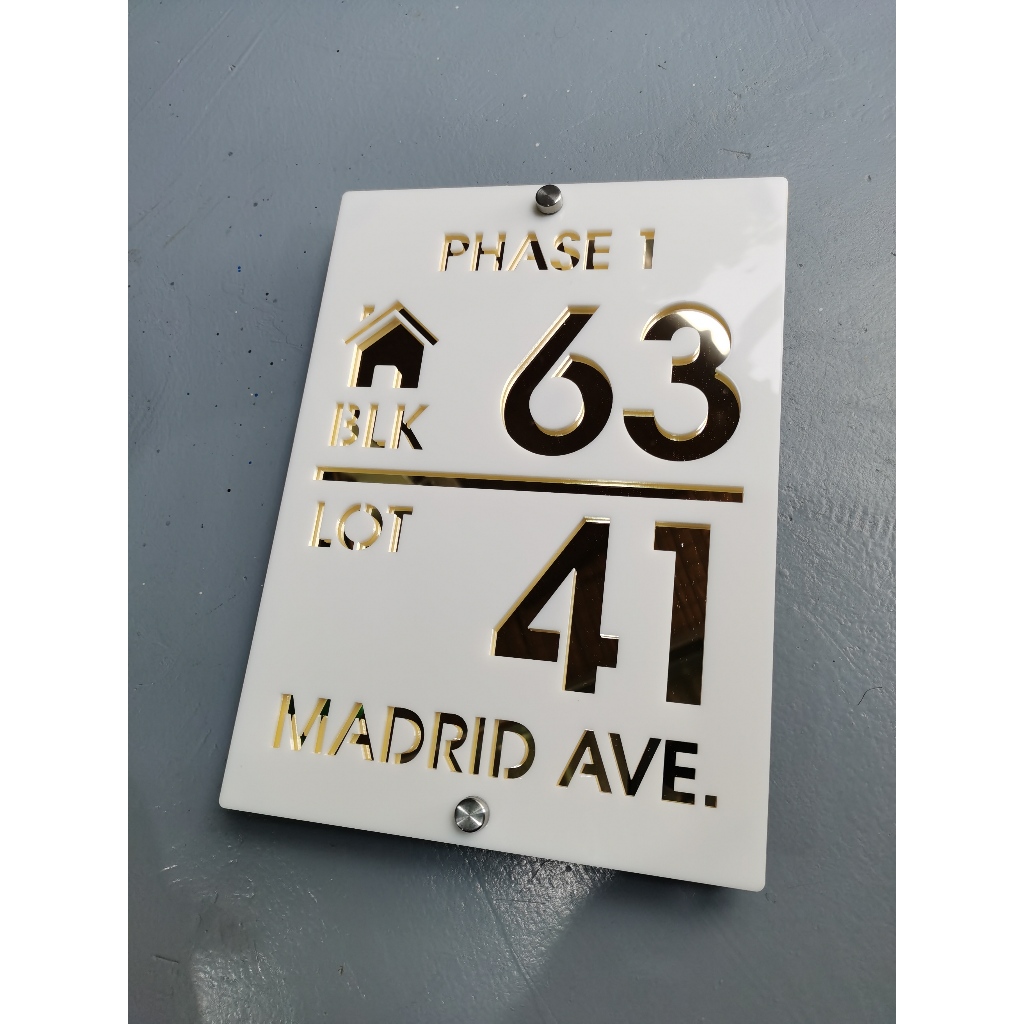 PHASE 1
BLK 63
LOT 41
MADRID AVE.